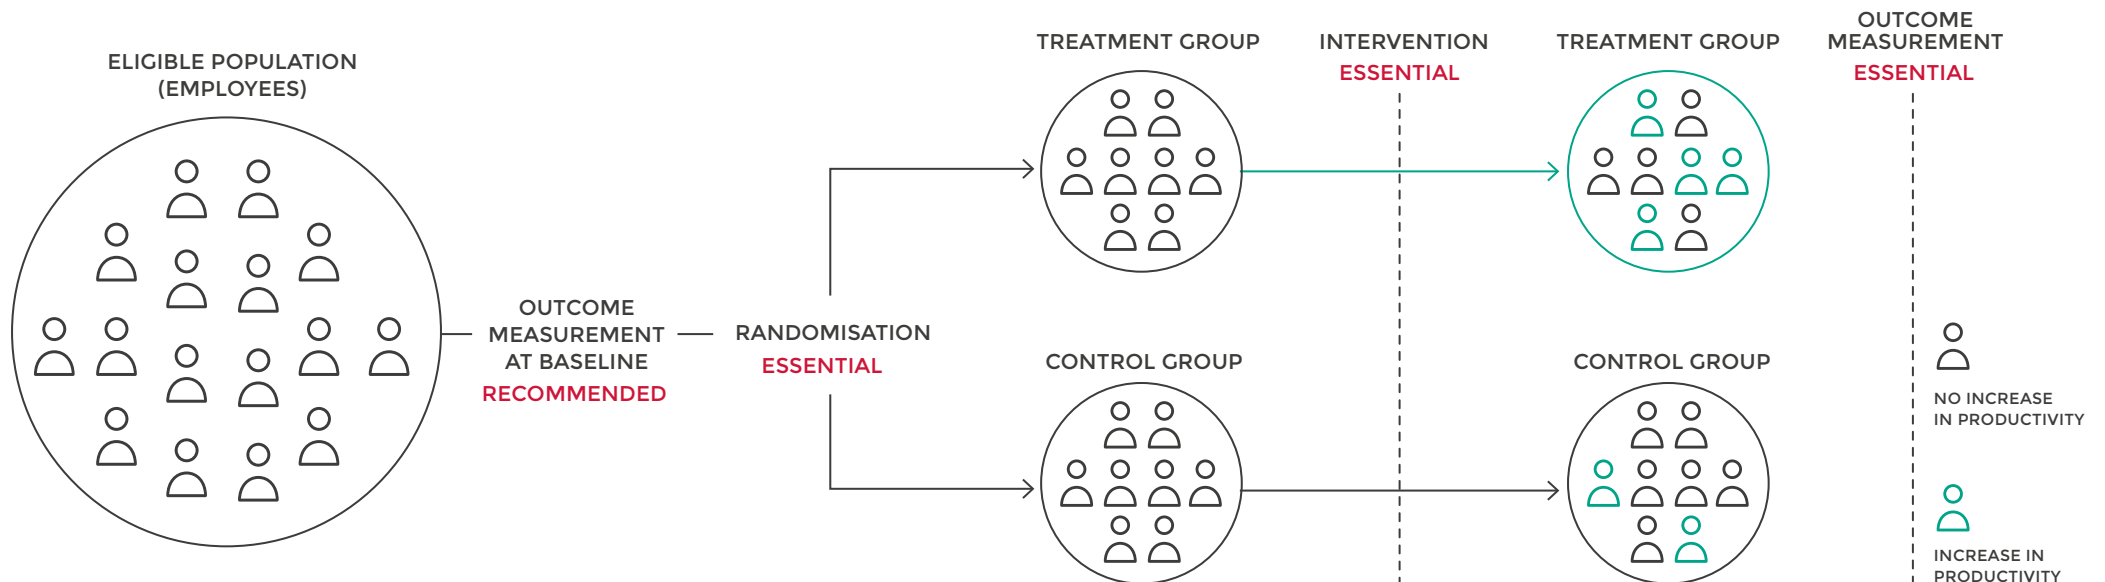 ELIGIBLE POPULATION
(EMPLOYEES)
OUTCOME
MEASUREMENT
AT BASELINE
RECOMMENDED
RANDOMISATION
ESSENTIAL
TREATMENT GROUP
CONTROL GROUP
INTERVENTION
ESSENTIAL
TREATMENT GROUP
CONTROL GROUP
OUTCOME
MEASUREMENT
ESSENTIAL
NO INCREASE
IN PRODUCTIVITY
INCREASE IN
PRODUCTIVITY